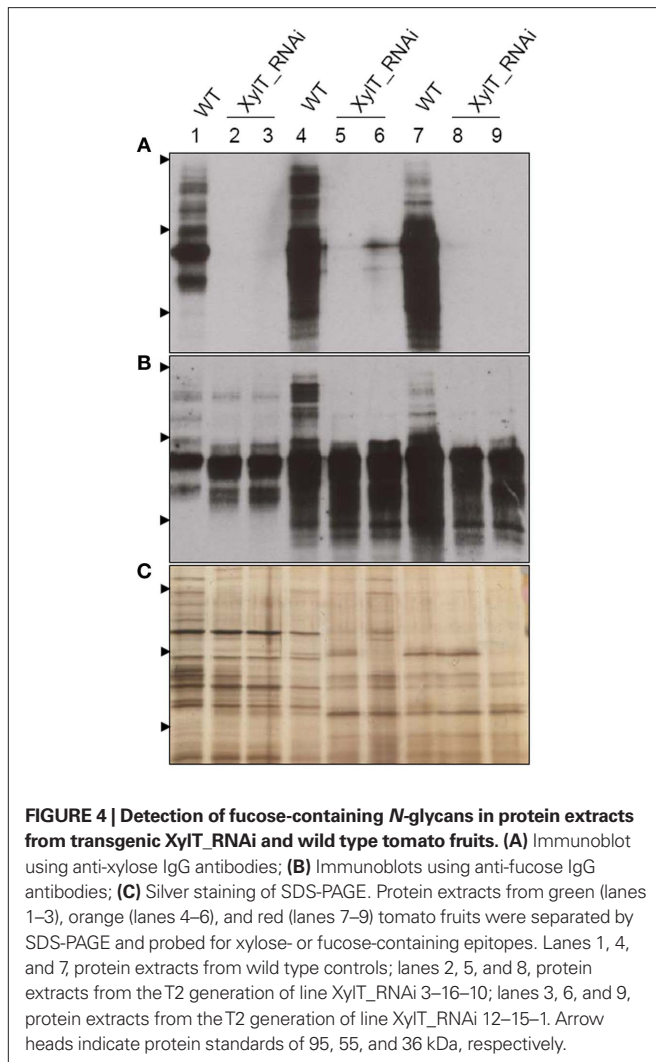 WT XylT_RNAi WT XylT_RNAi WT XylT_RNAi
1 2 3 4 5 6 7 8 9
A
B
C
FIGURE 4 | Detection of fucose-containing N-glycans in protein extracts
from transgenic XylT_RNAi and wild type tomato fruits. (A) Immunoblot
using anti-xylose IgG antibodies; (B) Immunoblots using anti-fucose IgG
antibodies; (C) Silver staining of SDS-PAGE. Protein extracts from green (lanes
1–3), orange (lanes 4–6), and red (lanes 7–9) tomato fruits were separated by
SDS-PAGE and probed for xylose- or fucose-containing epitopes. Lanes 1, 4,
and 7, protein extracts from wild type controls; lanes 2, 5, and 8, protein
extracts from the T2 generation of line XylT_RNAi 3–16–10; lanes 3, 6, and 9,
protein extracts from the T2 generation of line XylT_RNAi 12–15–1. Arrow
heads indicate protein standards of 95, 55, and 36 kDa, respectively.